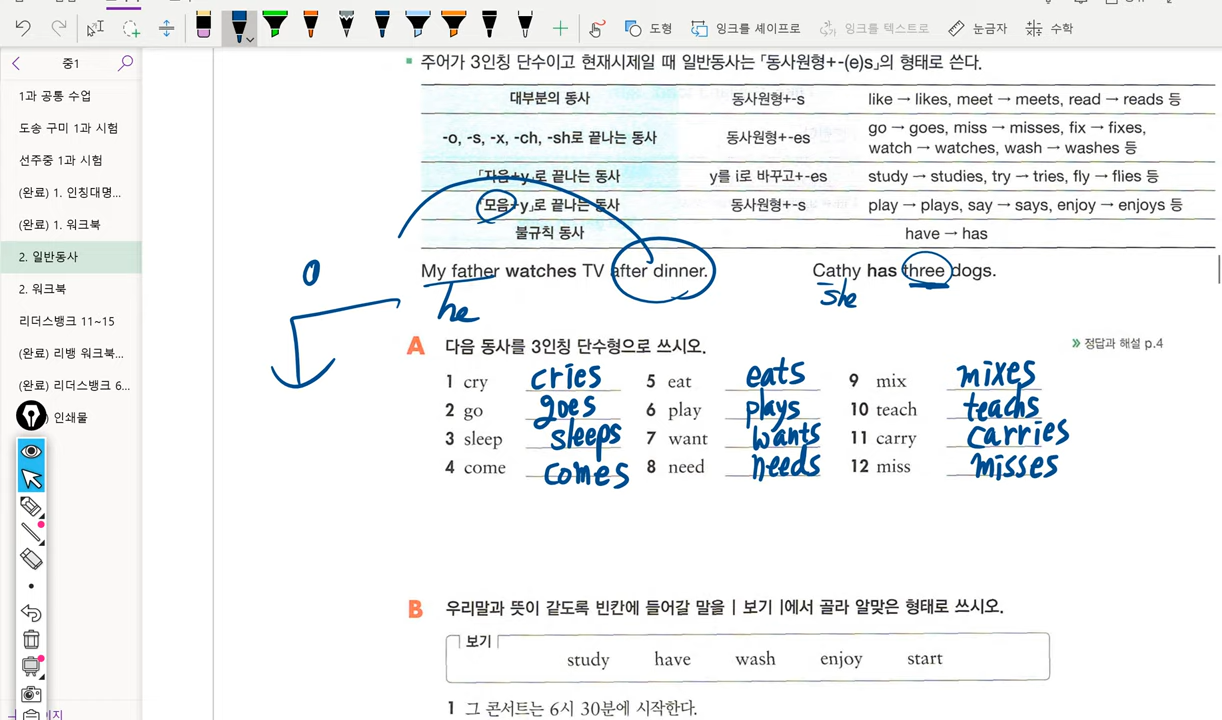 도형
잉크를 셰이프로
잉크를 텍스트로
눈금자
수학
중1
1과 공통 수업
도송 구미 1과 시험
선주중 1과 시험
(완료) 1. 인칭대명...
(완료) 1. 워크북
2. 일반동사
2. 워크북
리더스뱅크 11~15
(완료) 리뱅 워크북...
(완료) 리더스뱅크 6...
) 인쇄물
주어가 3인칭 단수이고 현재시제일 때 일반동사는 「동사원형+-(e)s」의 형태로 쓴다.
대부분의 동사 동사원형+-s like → likes, meet → meets, read → reads 등
-o, -s, -x, -ch, -sh로 끝나는 동사 동사원형+-es go → goes, miss → misses, fix → fixes,
watch → watches, wash → washes 등
「자음+y」로 끝나는 동사 y를 i로 바꾸고+-es study → studies, try → tries, fly → flies 등
「모음+y」로 끝나는 동사 동사원형+-s play → plays, say → says, enjoy → enjoys 등
불규칙 동사 have → has
My father watches TV after dinner. Cathy has three dogs.
he she
A 다음 동사를 3인칭 단수형으로 쓰시오. » 정답과 해설 p.4
1 cry cries 5 eat eats 9 mix mixes
2 go goes 6 play plays 10 teach teachs
3 sleep sleeps 7 want wants 11 carry carries
4 come comes 8 need needs 12 miss misses
B 우리말과 뜻이 같도록 빈칸에 들어갈 말을 | 보기 |에서 골라 알맞은 형태로 쓰시오.
보기
study have wash enjoy start
1 그 콘서트는 6시 30분에 시작한다.